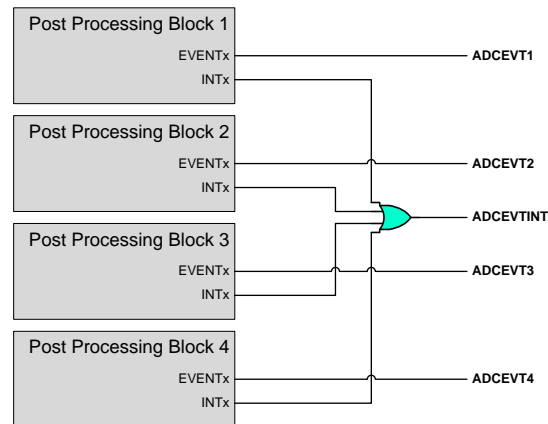 Post Processing Block 1
EVENTx
ADCEVT1
INTx
Post Processing Block 2
EVENTx
ADCEVT2
INTx
ADCEVTINT
Post Processing Block 3
EVENTx
ADCEVT3
INTx
Post Processing Block 4
EVENTx
ADCEVT4
INTx